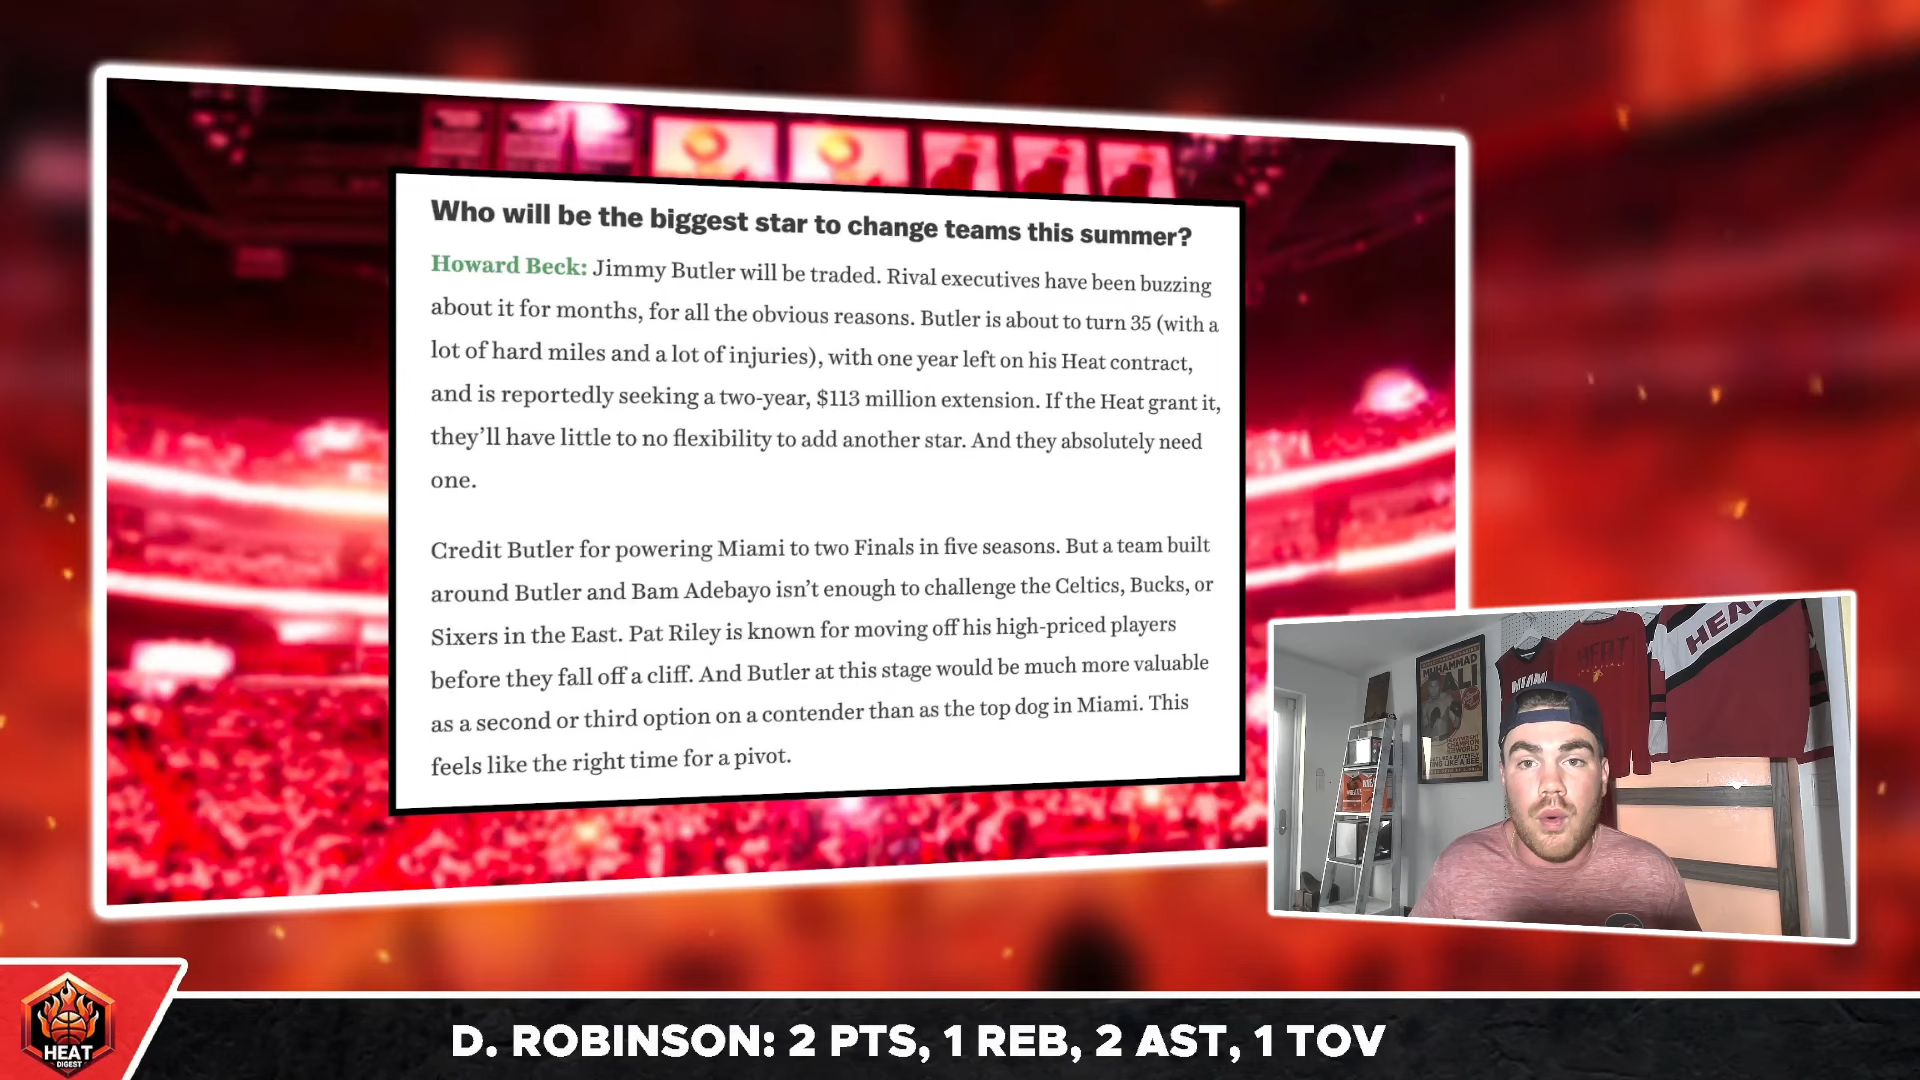 Who will be the biggest star to change teams this summer?
Howard Beck: Jimmy Butler will be traded. Rival executives have been buzzing
about it for months, for all the obvious reasons. Butler is about to turn 35 (with a
lot of hard miles and a lot of injuries), with one year left on his Heat contract,
and is reportedly seeking a two-year, $113 million extension. If the Heat grant it,
they’ll have little to no flexibility to add another star. And they absolutely need
one.
Credit Butler for powering Miami to two Finals in five seasons. But a team built
around Butler and Bam Adebayo isn’t enough to challenge the Celtics, Bucks, or
Sixers in the East. Pat Riley is known for moving off his high-priced players
before they fall off a cliff. And Butler at this stage would be much more valuable
as a second or third option on a contender than as the top dog in Miami. This
feels like the right time for a pivot.
MUHAMMAD
ALI
MIAMI
HEAT
HEA
HEAT
DIGEST
D. ROBINSON: 2 PTS, 1 REB, 2 AST, 1 TOV